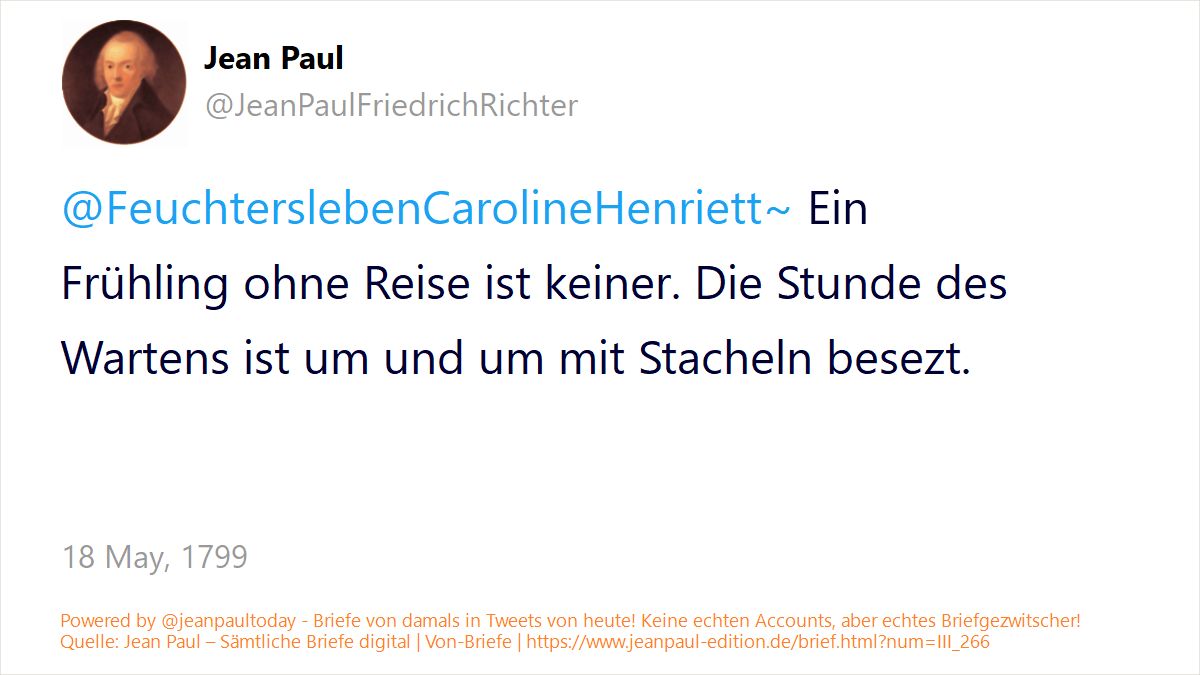 Jean Paul
@JeanPaulFriedrichRichter
@FeuchterslebenCarolineHenriett~ Ein
Frühling ohne Reise ist keiner. Die Stunde des
Wartens ist um und um mit Stacheln besezt.
18 May, 1799
Powered by @jeanpaultoday - Briefe von damals in Tweets von heute! Keine echten Accounts, aber echtes Briefgezwitscher!
Quelle: Jean Paul – Sämtliche Briefe digital | Von-Briefe | https://www.jeanpaul-edition.de/brief.html?num=III_266